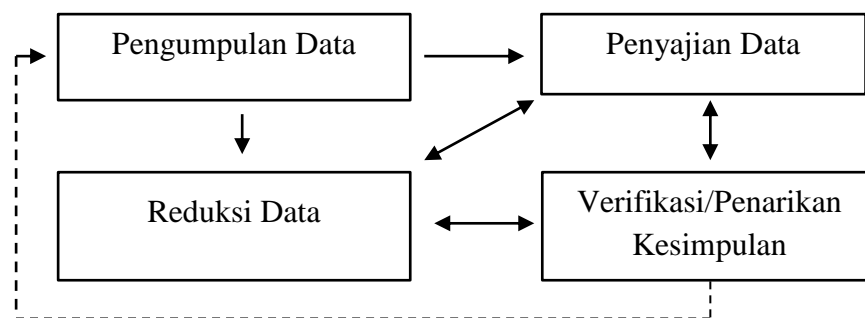 Pengumpulan Data
Penyajian Data
Reduksi Data
Verifikasi/Penarikan
Kesimpulan